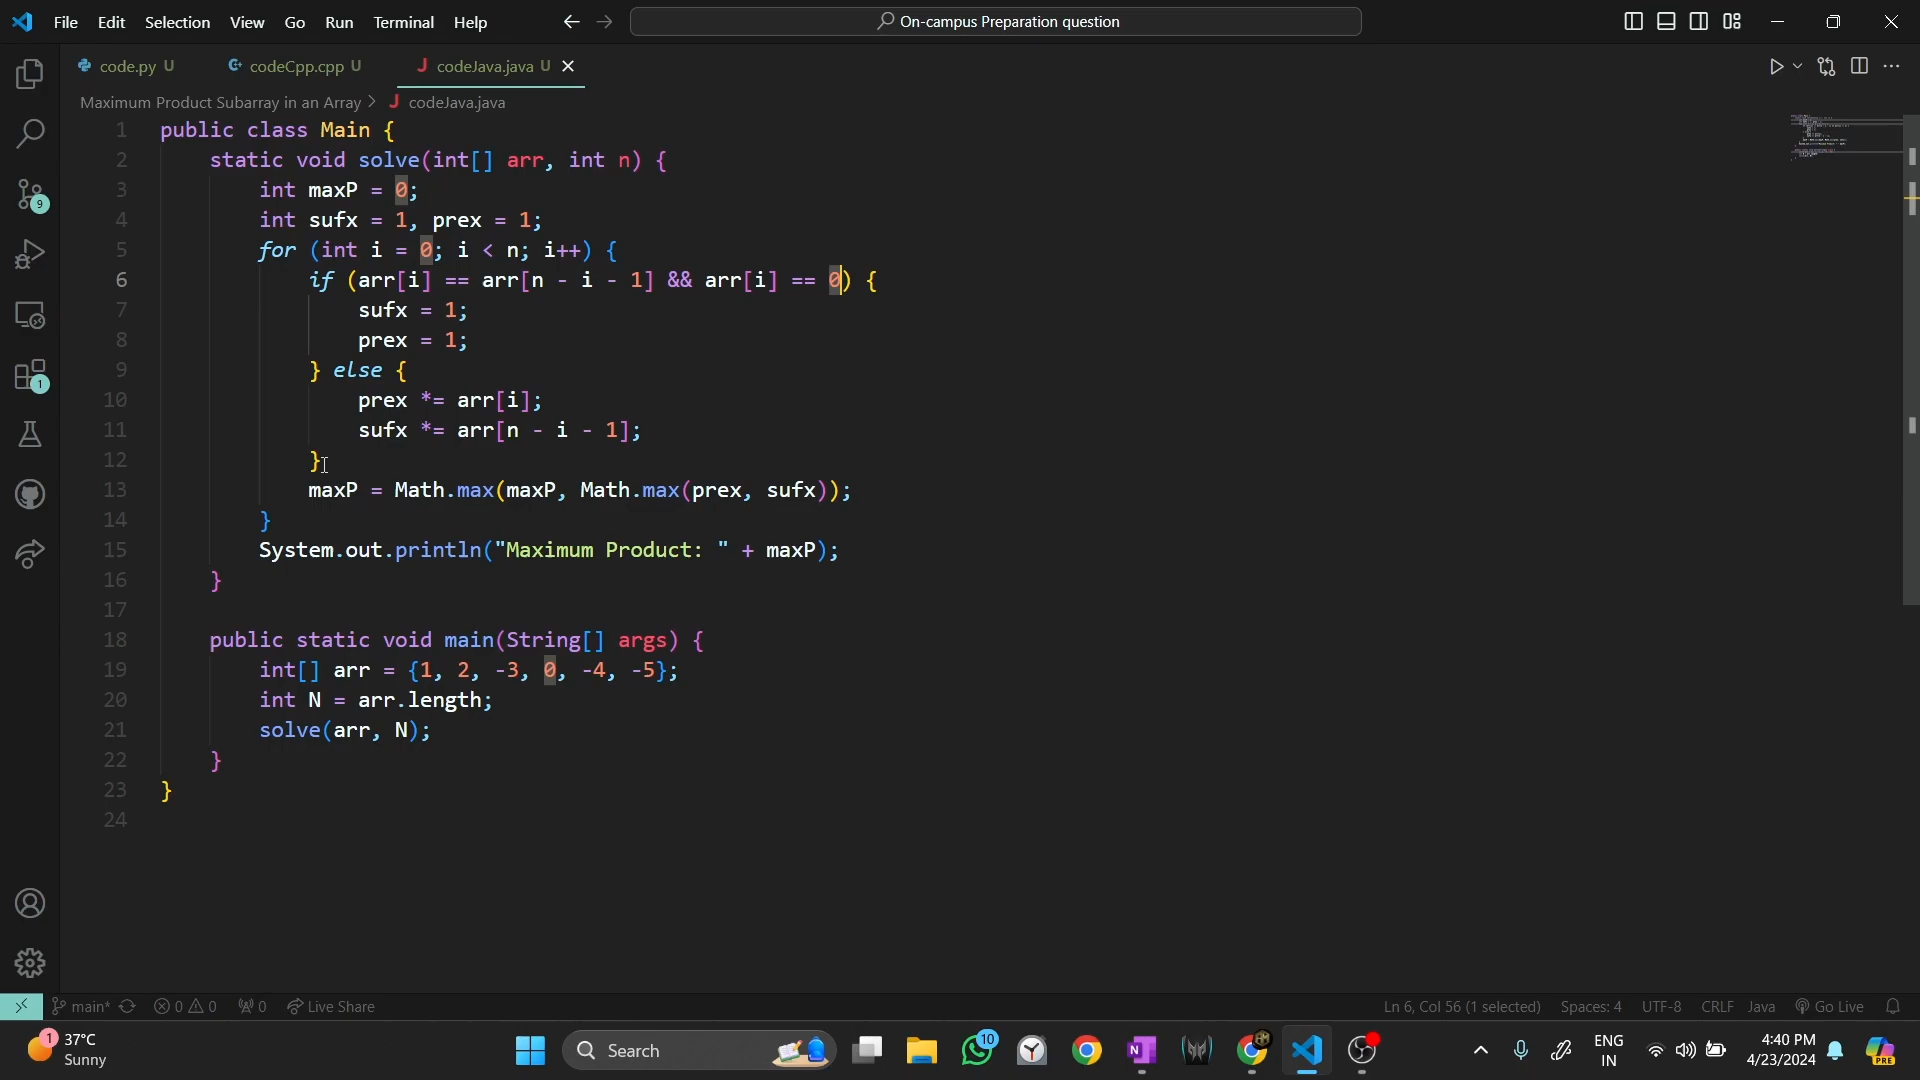 File Edit Selection View Go Run Terminal Help
On-campus Preparation question
code.py U
codeCpp.cpp U
J codeJava.java U
Maximum Product Subarray in an Array > J codeJava.java
1 public class Main {
2 static void solve(int[] arr, int n) {
3 int maxP = 0;
4 int sufx = 1, prex = 1;
5 for (int i = 0; i < n; i++) {
6 if (arr[i] == arr[n - i - 1] && arr[i] == 0) {
7 sufx = 1;
8 prex = 1;
9 } else {
10 prex *= arr[i];
11 sufx *= arr[n - i - 1];
12 }
13 maxP = Math.max(maxP, Math.max(prex, sufx));
14 }
15 System.out.println("Maximum Product: " + maxP);
16 }
17
18 public static void main(String[] args) {
19 int[] arr = {1, 2, -3, 0, -4, -5};
20 int N = arr.length;
21 solve(arr, N);
22 }
23 }
24
9
1
main* 0 0 0 Live Share
Ln 6, Col 56 (1 selected) Spaces: 4 UTF-8 CRLF Java Go Live
1 37°C
Sunny
Search
10
ENG
IN
4:40 PM
4/23/2024
PRE